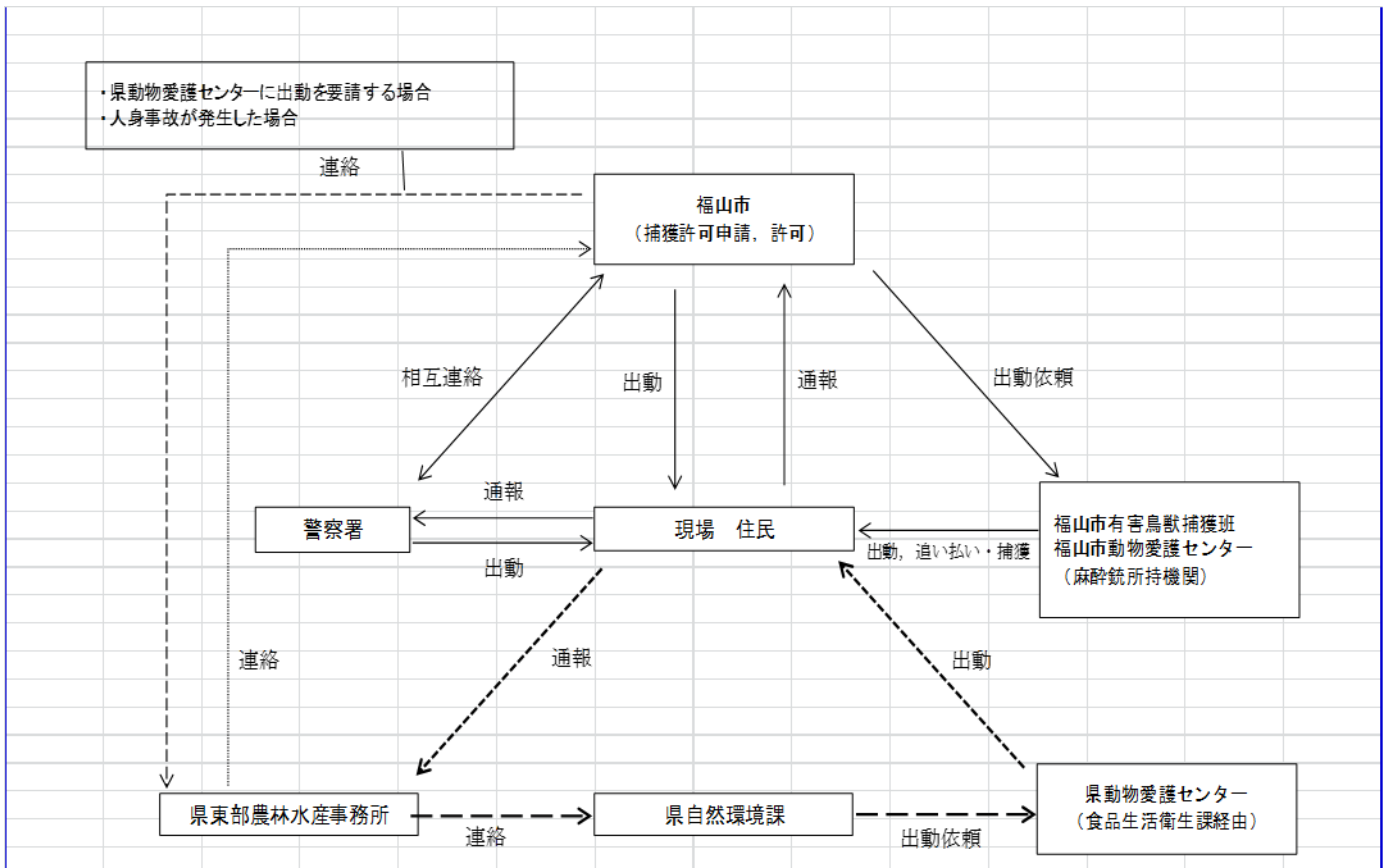 ・県動物愛護センターに出動を要請する場合
・人身事故が発生した場合
連絡
福山市
（捕獲許可申請，許可）
相互連絡
出動
通報
出動依頼
通報
警察署
現場　住民
出動
出動，追い払い・捕獲
福山市有害鳥獣捕獲班
福山市動物愛護センター
（麻酔銃所持機関）
連絡
通報
出動
県東部農林水産事務所
連絡
県自然環境課
出動依頼
県動物愛護センター
（食品生活衛生課経由）